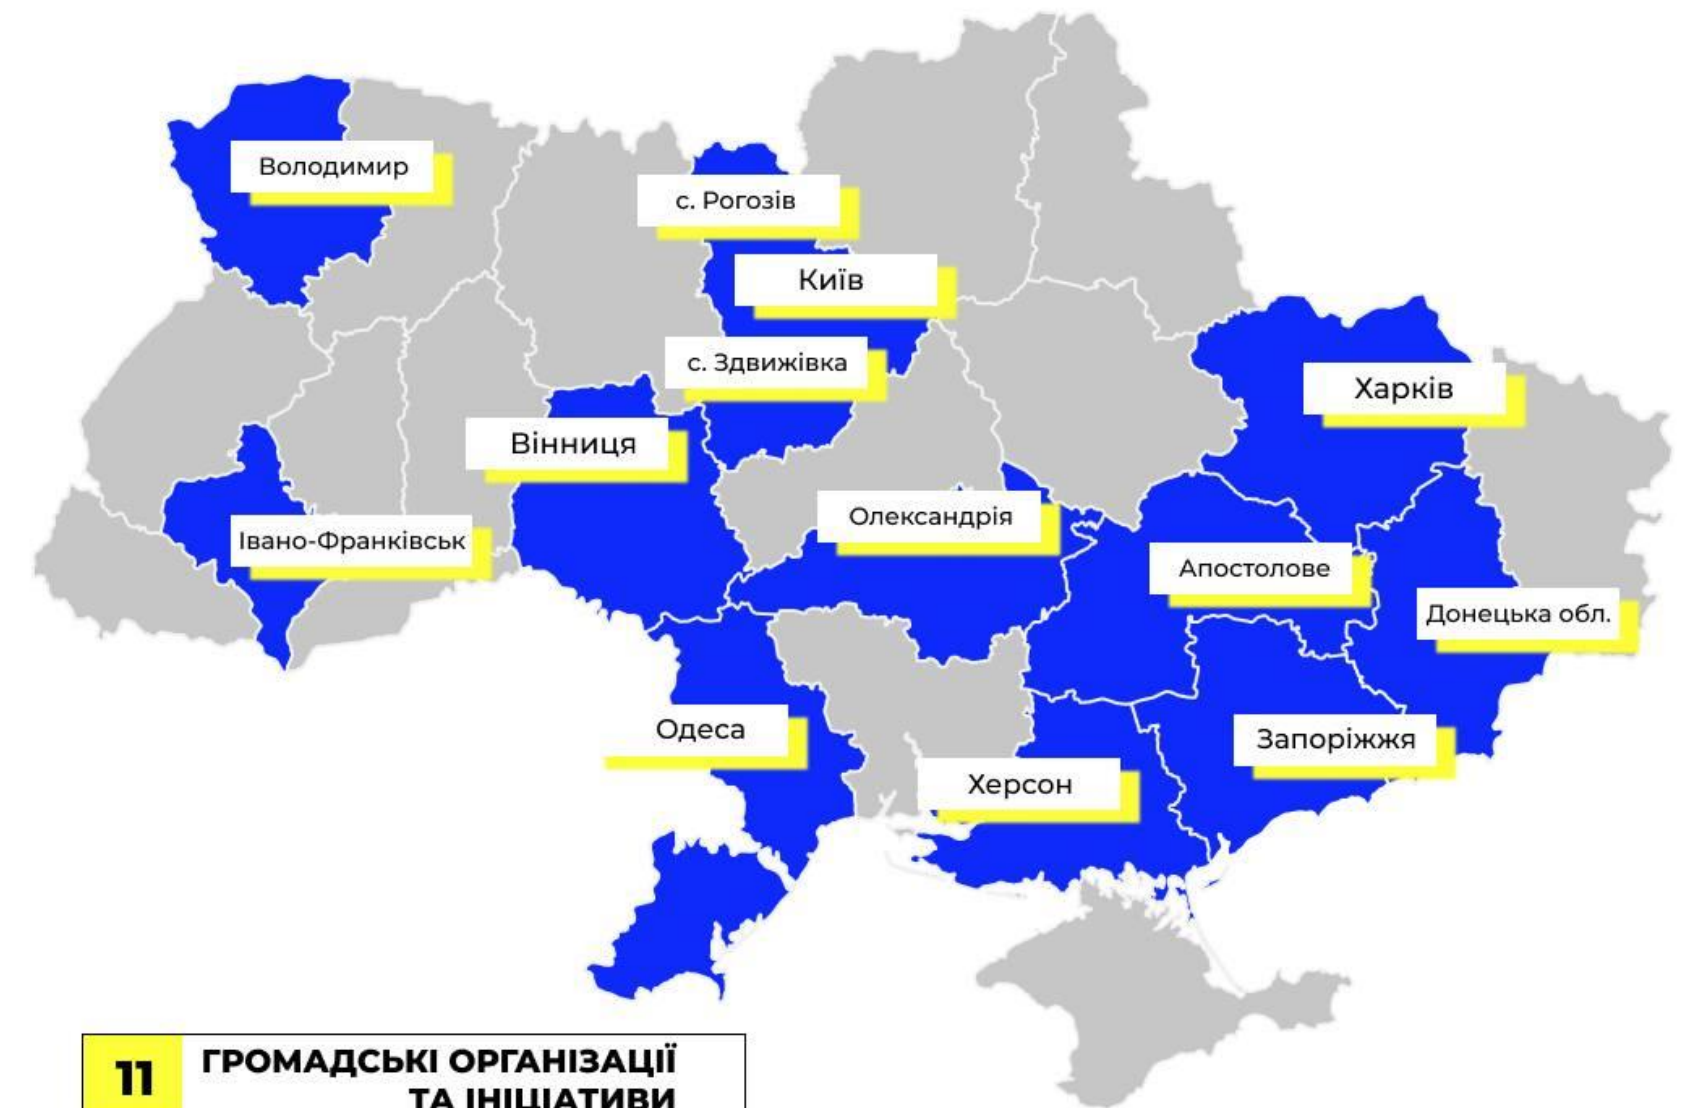 Володимир
с. Рогозів
Київ
с. Здвижівка
Харків
Вінниця
Олександрія
Івано-Франківськ
Апостолове
Донецька обл.
Одеса
Запоріжжя
Херсон
11
ГРОМАДСЬКІ ОРГАНІЗАЦІЇ
ТА ІНІЦІАТИВИ